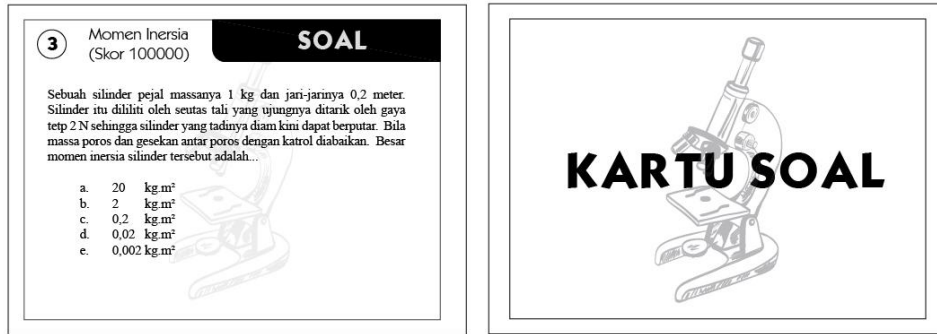 3
Momen Inersia
(Skor 100000)
SOAL
Sebuah silinder pejal massanya 1 kg dan jari-jarinya 0,2 meter.
Silinder itu dililiti oleh seutas tali yang ujungnya ditarik oleh gaya
tetp 2 N sehingga silinder yang tadinya diam kini dapat berputar. Bila
massa poros dan gesekan antar poros dengan katrol diabaikan. Besar
momen inersia silinder tersebut adalah...
a. 20 kg.m²
b. 2 kg.m²
c. 0,2 kg.m²
d. 0,02 kg.m²
e. 0,002 kg.m²
KARTU SOAL